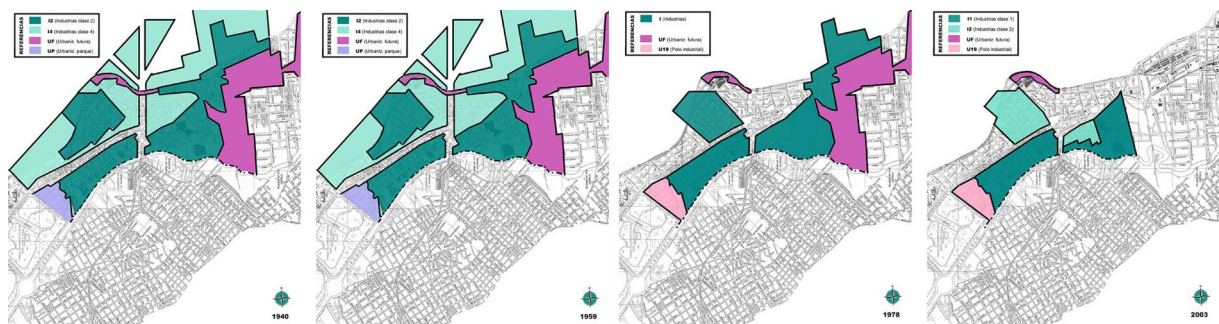 REFERENCIAS
I2 (Industrias clase 2)
I4 (Industrias clase 4)
UF (Urbaniz. futura)
UP (Urbaniz. parque)
1940
REFERENCIAS
I2 (Industrias clase 2)
I4 (Industrias clase 4)
UF (Urbaniz. futura)
UP (Urbaniz. parque)
1959
REFERENCIAS
I (Industrias)
UF (Urbaniz. futura)
U19 (Polo industrial)
1978
REFERENCIAS
I1 (Industrias clase 1)
I2 (Industrias clase 2)
UF (Urbaniz. futura)
U19 (Polo industrial)
2003